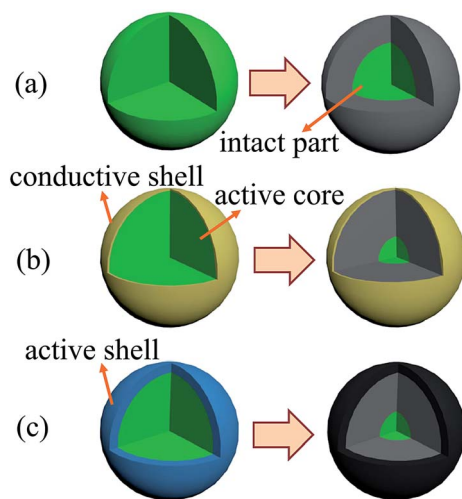 (a)
intact part
conductive shell
active core
(b)
active shell
(c)